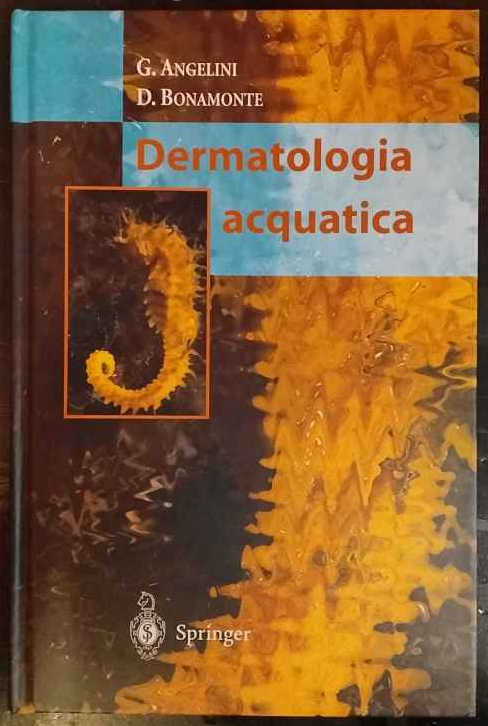 G. ANGELINI
D. BONAMONTE
Dermatologia
acquatica
Springer